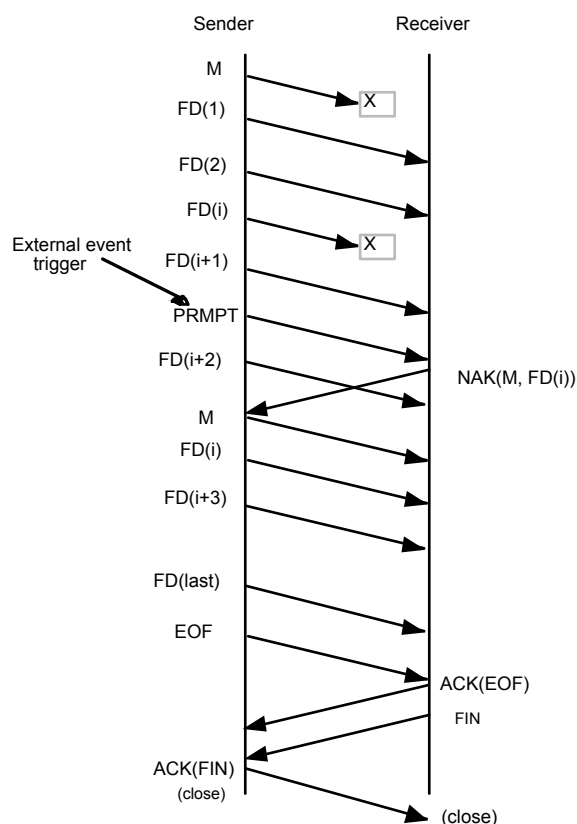 Sender Receiver
M
X
FD(1)
FD(2)
FD(i)
X
External event
trigger
FD(i+1)
PRMPT
FD(i+2)
NAK(M, FD(i))
M
FD(i)
FD(i+3)
FD(last)
EOF
ACK(EOF)
FIN
ACK(FIN)
(close)
(close)